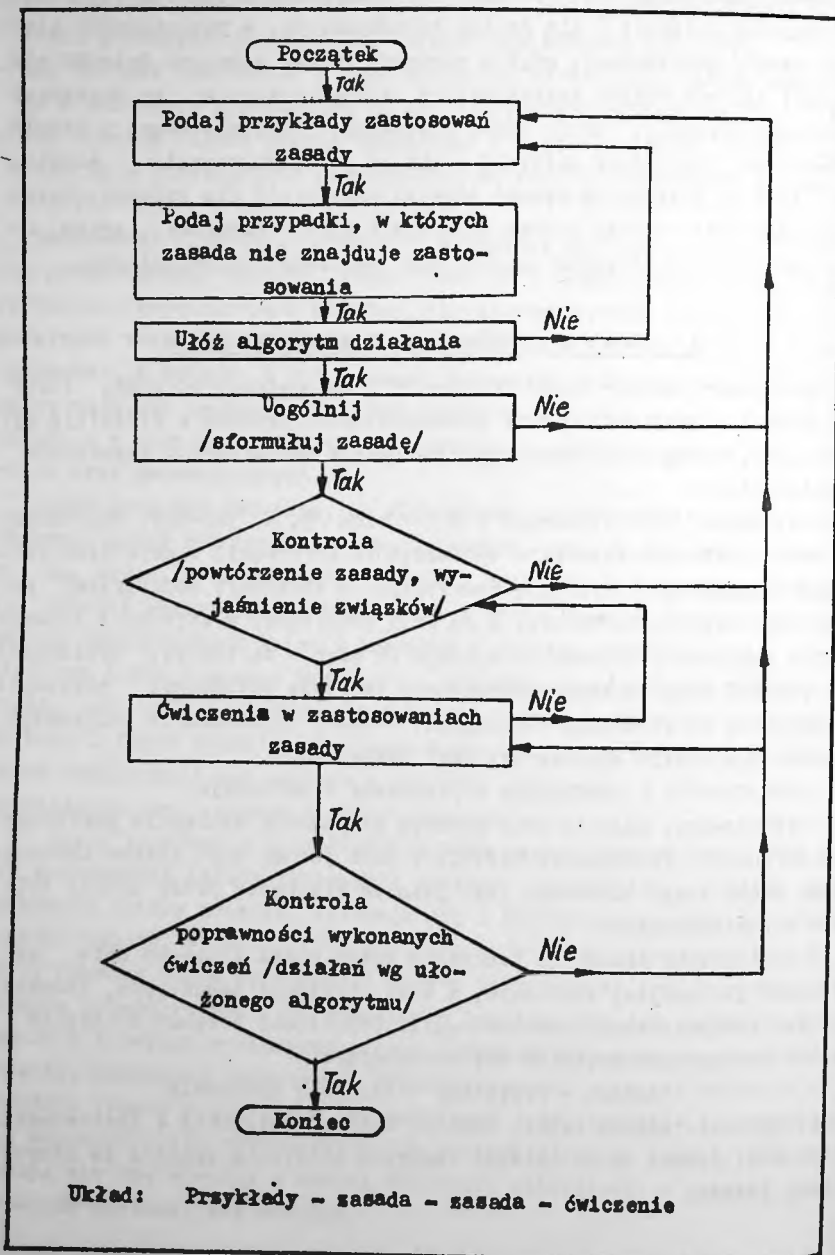 Początek
Tak
Podaj przykłady zastosowań
zasady
Tak
Podaj przypadki, w których
zasada nie znajduje zasto-
sowania
Tak
Ułóż algorytm działania
Nie
Tak
Uogólnij
/sformułuj zasadę/
Nie
Tak
Kontrola
/powtórzenie zasady, wy-
jaśnienie związków/
Nie
Tak
Ćwiczenia w zastosowaniach
zasady
Nie
Tak
Kontrola
poprawności wykonanych
ćwiczeń /działań wg uło-
żonego algorytmu/
Nie
Tak
Koniec
Układ: Przykłady - zasada - zasada - ćwiczenie